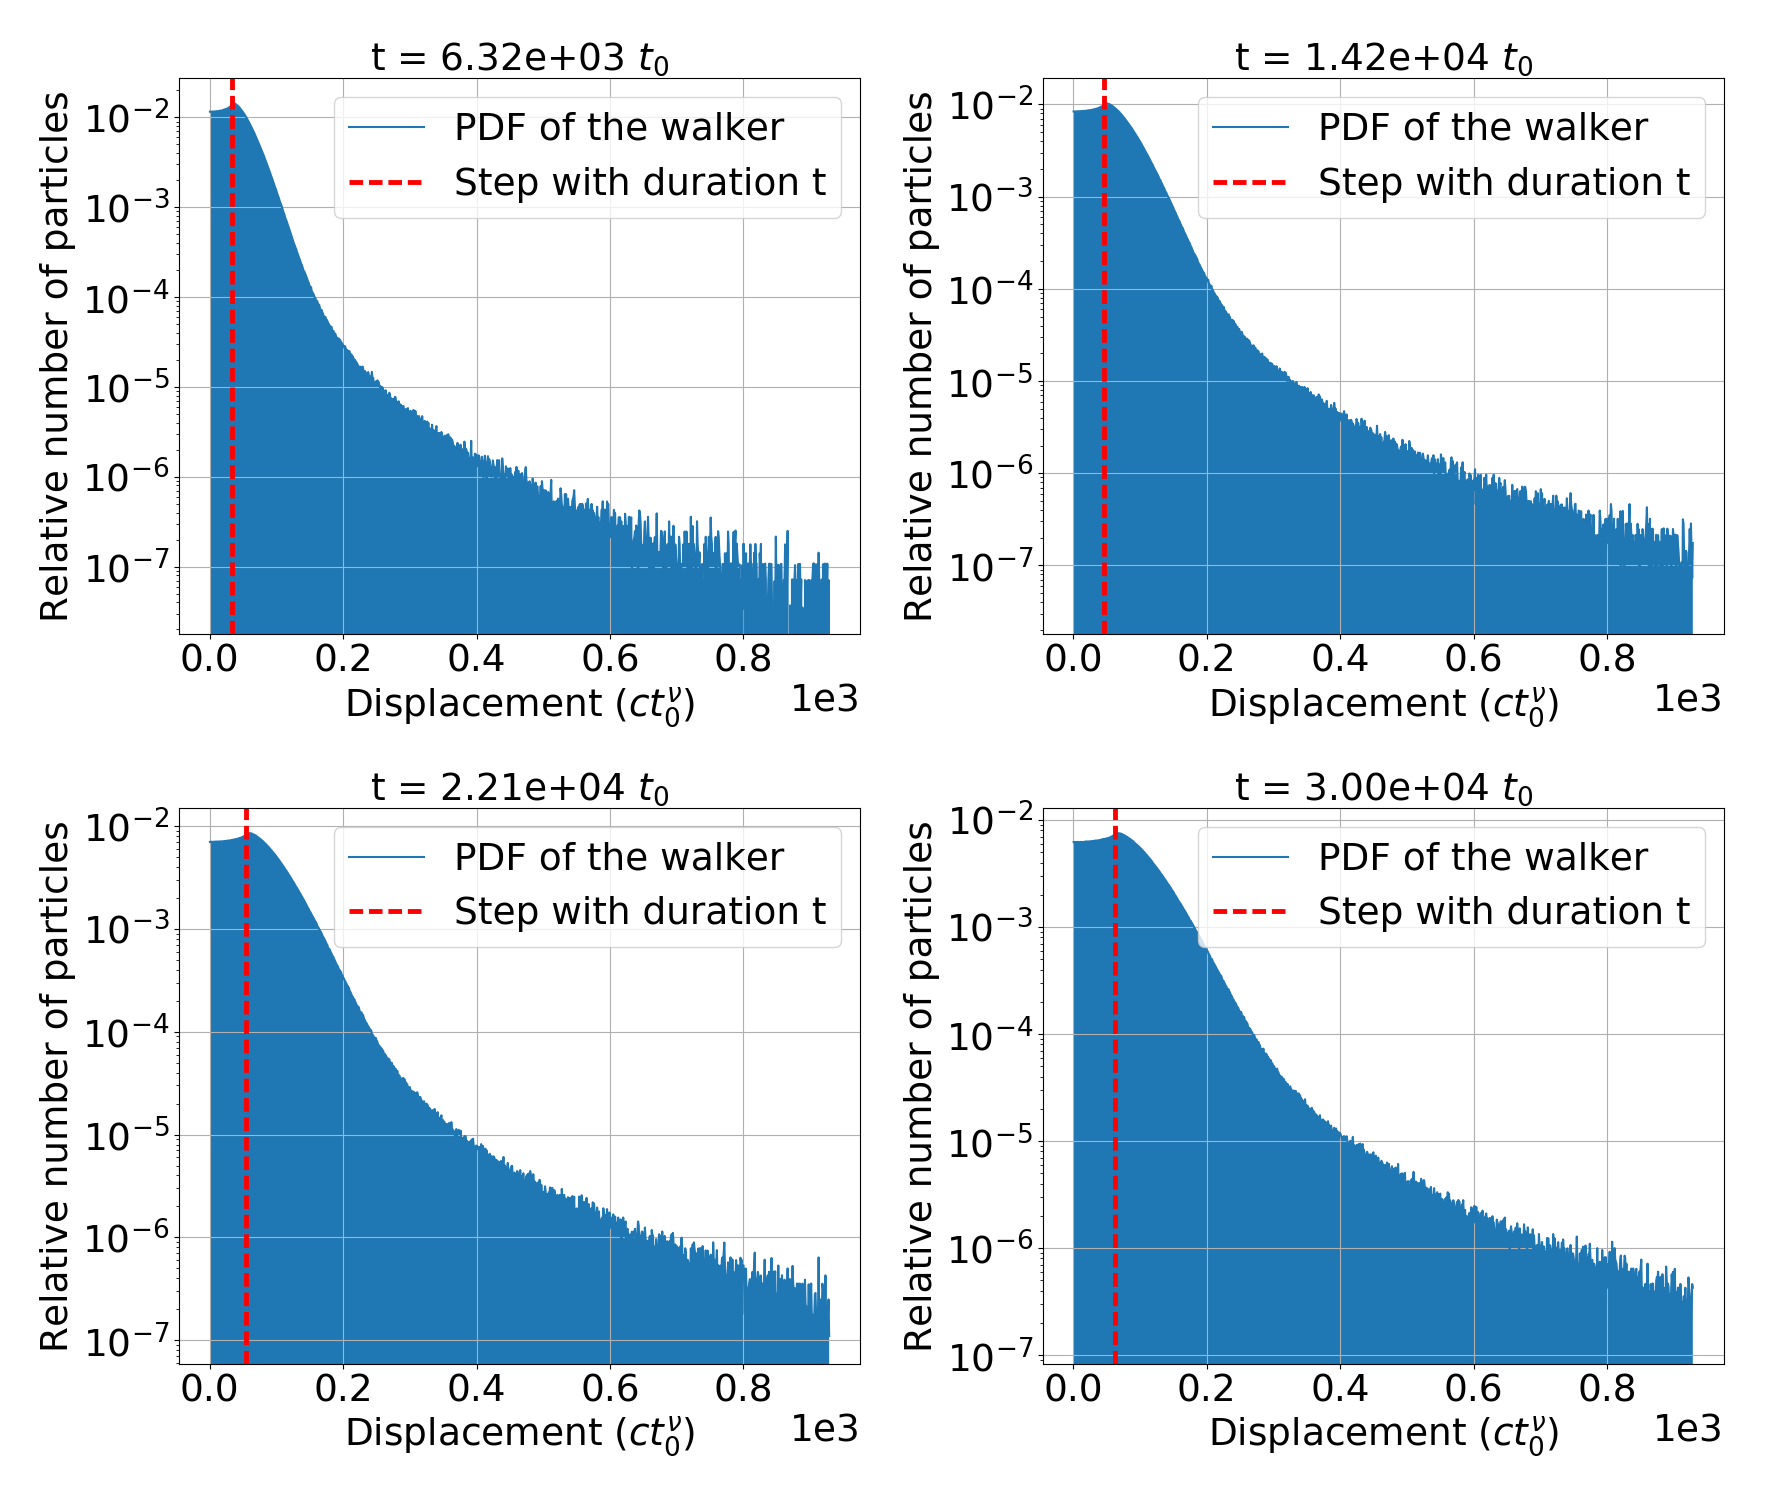 t = 6.32e+03 t₀
Relative number of particles
10⁻²
10⁻³
10⁻⁴
10⁻⁵
10⁻⁶
10⁻⁷
PDF of the walker
Step with duration t
0.0 0.2 0.4 0.6 0.8
1e3
Displacement (ct₀^ν)
t = 1.42e+04 t₀
Relative number of particles
10⁻²
10⁻³
10⁻⁴
10⁻⁵
10⁻⁶
10⁻⁷
PDF of the walker
Step with duration t
0.0 0.2 0.4 0.6 0.8
1e3
Displacement (ct₀^ν)
t = 2.21e+04 t₀
Relative number of particles
10⁻²
10⁻³
10⁻⁴
10⁻⁵
10⁻⁶
10⁻⁷
PDF of the walker
Step with duration t
0.0 0.2 0.4 0.6 0.8
1e3
Displacement (ct₀^ν)
t = 3.00e+04 t₀
Relative number of particles
10⁻²
10⁻³
10⁻⁴
10⁻⁵
10⁻⁶
10⁻⁷
PDF of the walker
Step with duration t
0.0 0.2 0.4 0.6 0.8
1e3
Displacement (ct₀^ν)